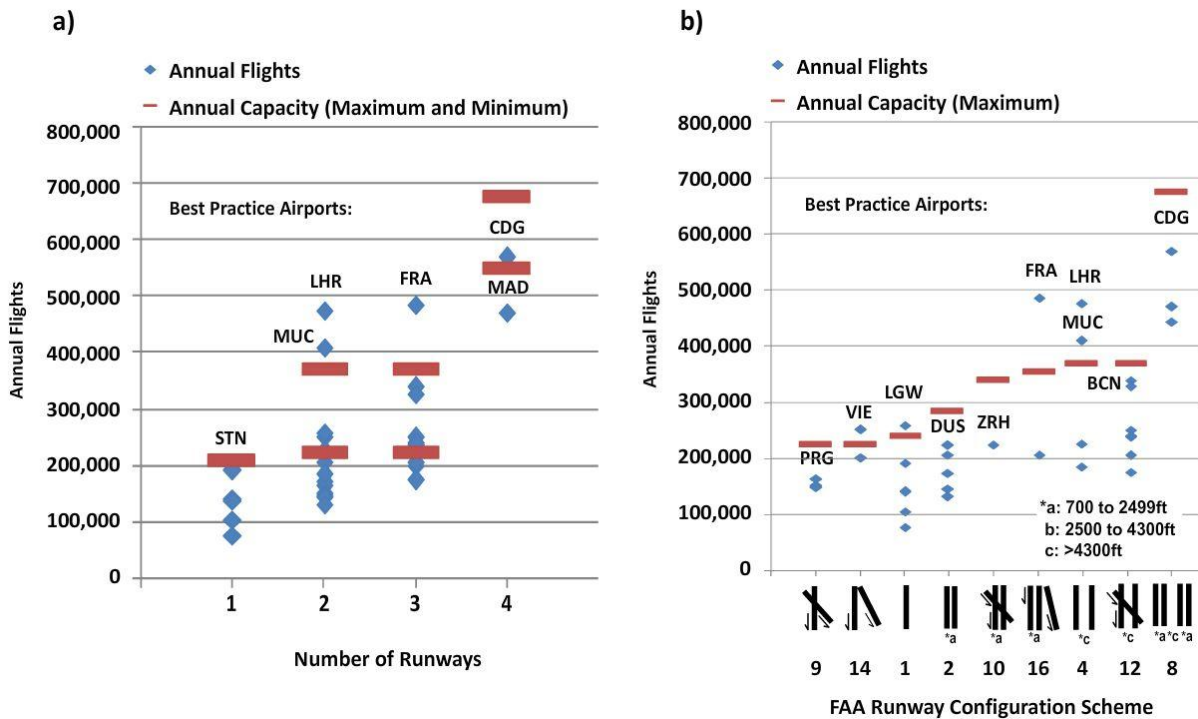 a)
Annual Flights
Annual Capacity (Maximum and Minimum)
800,000
700,000
600,000
500,000
400,000
300,000
200,000
100,000
0
Annual Flights
Best Practice Airports:
STN
MUC
LHR
FRA
CDG
MAD
1 2 3 4
Number of Runways
b)
Annual Flights
Annual Capacity (Maximum)
800,000
700,000
600,000
500,000
400,000
300,000
200,000
100,000
0
Annual Flights
Best Practice Airports:
PRG
VIE
LGW
DUS
ZRH
FRA
LHR
MUC
BCN
CDG
*a: 700 to 2499ft
b: 2500 to 4300ft
c: >4300ft
*a *a *a *c *c *a*c*a
9 14 1 2 10 16 4 12 8
FAA Runway Configuration Scheme